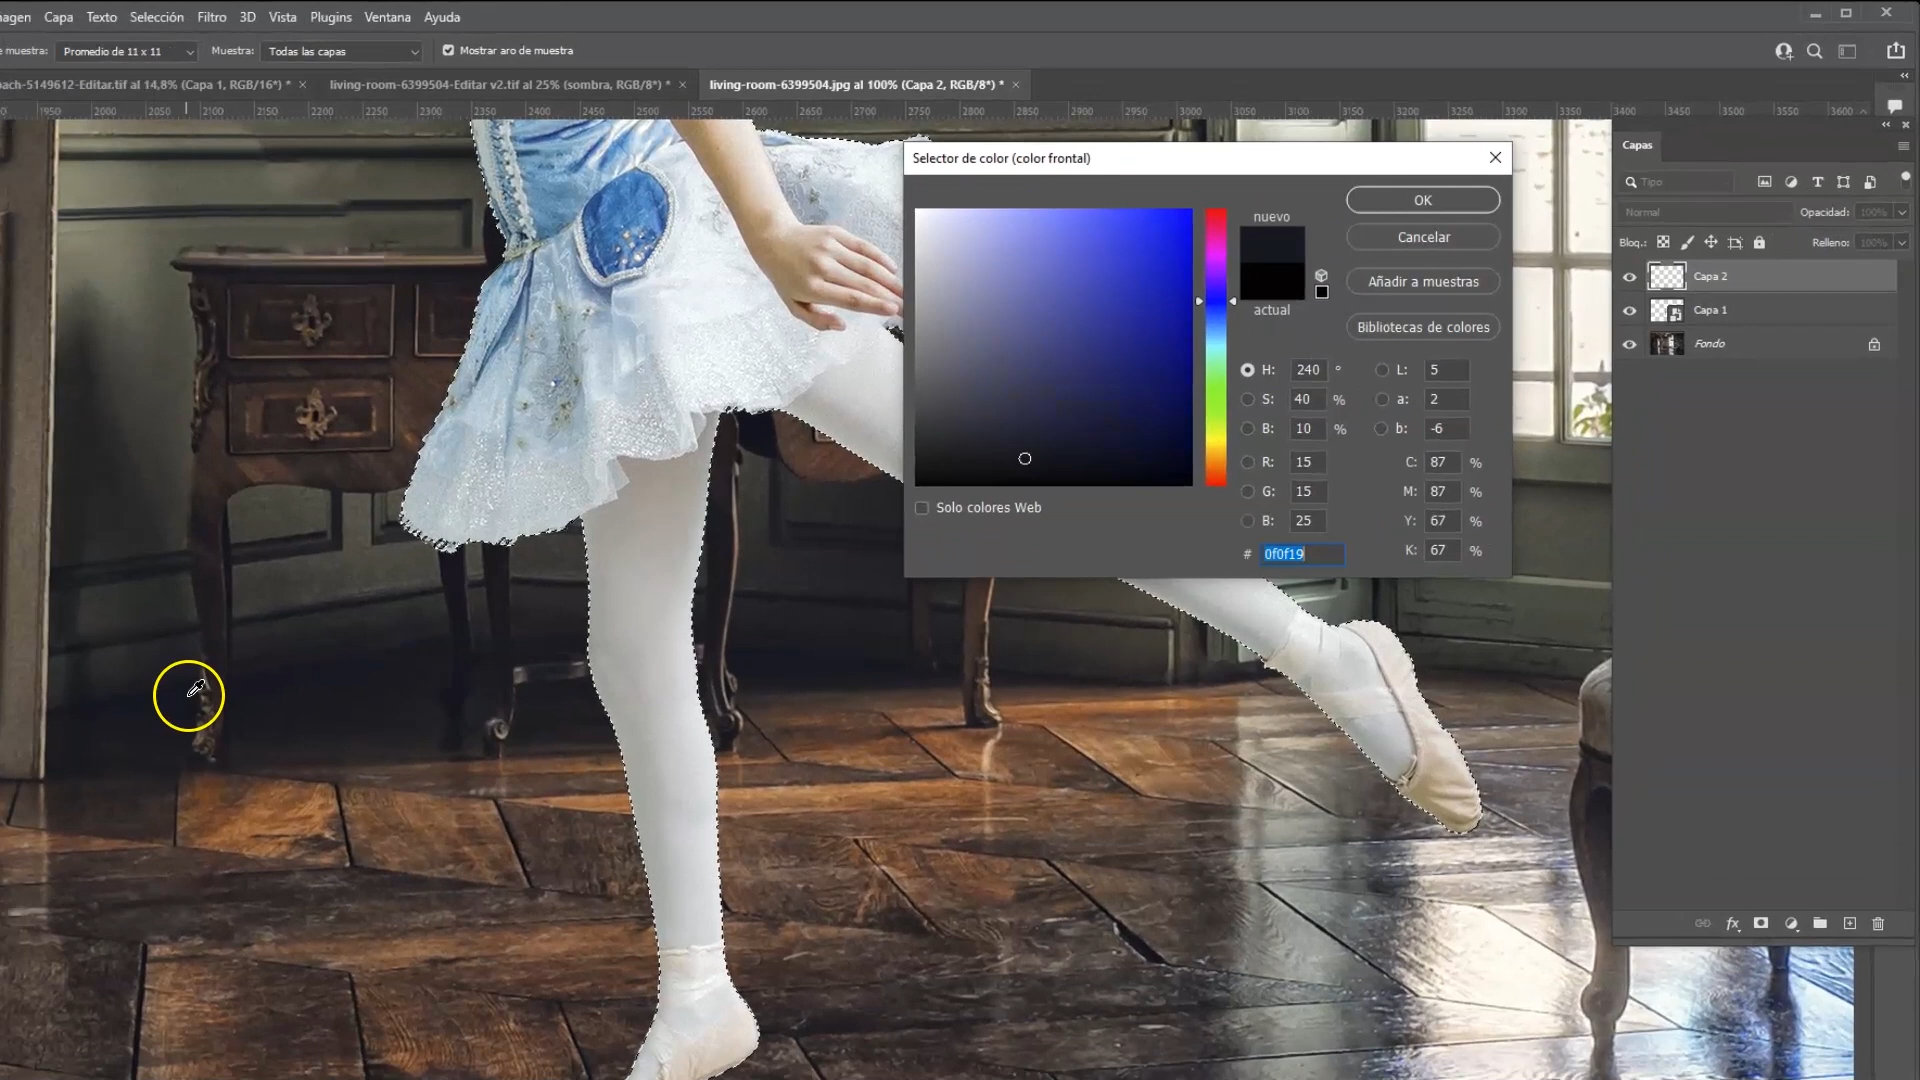 Capa Texto Selección Filtro 3D Vista Plugins Ventana Ayuda
muestra: Promedio de 11 x 11 Muestra: Todas las capas Mostrar aro de muestra
ach-5149612-Editar.tif al 14,8% (Capa 1, RGB/16*) * × living-room-6399504-Editar v2.tif al 25% (sombra, RGB/8*) * × living-room-6399504.jpg al 100% (Capa 2, RGB/8*) * ×
1950 2000 2050 2100 2150 2200 2250 2300 2350 2400 2450 2500 2550 2600 2650 2700 2750 2800 2850 2900 2950 3000 3050 3100 3150 3200 3250 3300 3350 3400 3450 3500 3550 3600
Capas
Tipo
Normal Opacidad: 100%
Bloq.: Relleno: 100%
Capa 2
Capa 1
Fondo
fx
Selector de color (color frontal)
nuevo
actual
OK
Cancelar
Añadir a muestras
Bibliotecas de colores
H: 240 ° L: 5
S: 40 % a: 2
B: 10 % b: -6
R: 15 C: 87 %
G: 15 M: 87 %
B: 25 Y: 67 %
# 0f0f19 K: 67 %
Solo colores Web